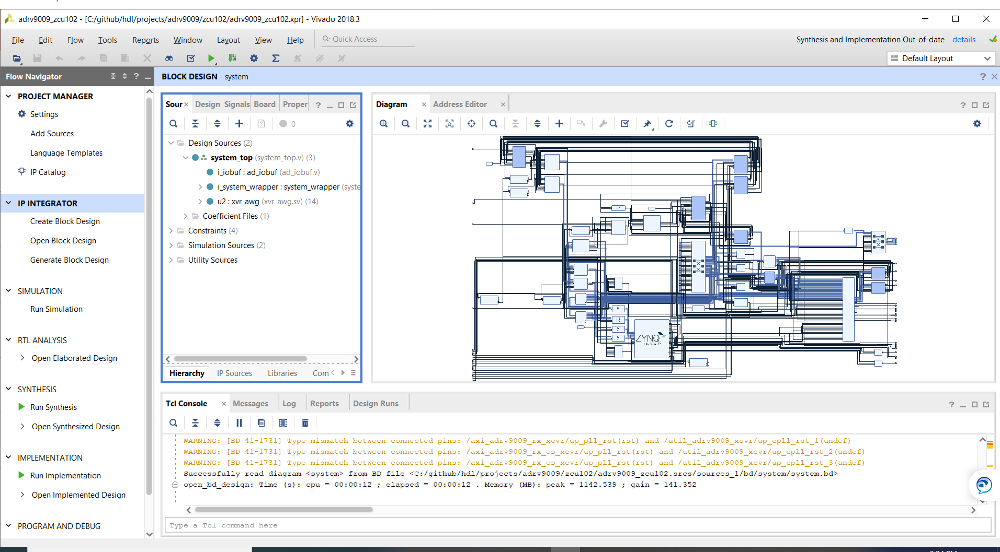 adrv9009_zcu102 - [C:/github/hdl/projects/adrv9009/zcu102/adrv9009_zcu102.xpr] - Vivado 2018.3
File Edit Flow Tools Reports Window Layout View Help Quick Access
Synthesis and Implementation Out-of-date details
Default Layout
Flow Navigator
PROJECT MANAGER
Settings
Add Sources
Language Templates
IP Catalog
IP INTEGRATOR
Create Block Design
Open Block Design
Generate Block Design
SIMULATION
Run Simulation
RTL ANALYSIS
Open Elaborated Design
SYNTHESIS
Run Synthesis
Open Synthesized Design
IMPLEMENTATION
Run Implementation
Open Implemented Design
PROGRAM AND DEBUG
BLOCK DESIGN - system
Sour Design Signals Board Proper
0
Design Sources (2)
system_top (system_top.v) (3)
i_iobuf : ad_iobuf (ad_iobuf.v)
i_system_wrapper : system_wrapper (syste
u2 : xvr_awg (xvr_awg.sv) (14)
Coefficient Files (1)
Constraints (4)
Simulation Sources (2)
Utility Sources
Hierarchy IP Sources Libraries Com
Diagram Address Editor
ZYNQ
Tcl Console Messages Log Reports Design Runs
WARNING: [BD 41-1731] Type mismatch between connected pins: /axi_adrv9009_rx_xcvr/up_pll_rst(rst) and /util_adrv9009_xcvr/up_cpll_rst_1(undef)
WARNING: [BD 41-1731] Type mismatch between connected pins: /axi_adrv9009_rx_os_xcvr/up_pll_rst(rst) and /util_adrv9009_xcvr/up_cpll_rst_2(undef)
WARNING: [BD 41-1731] Type mismatch between connected pins: /axi_adrv9009_rx_os_xcvr/up_pll_rst(rst) and /util_adrv9009_xcvr/up_cpll_rst_3(undef)
Successfully read diagram <system> from BD file <C:/github/hdl/projects/adrv9009/zcu102/adrv9009_zcu102.srcs/sources_1/bd/system/system.bd>
open_bd_design: Time (s): cpu = 00:00:12 ; elapsed = 00:00:12 . Memory (MB): peak = 1142.539 ; gain = 141.352
Type a Tcl command here